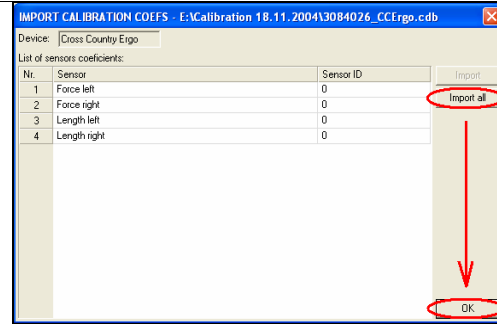 IMPORT CALIBRATION COEFS - E:\Calibration 18.11.2004\3084026_CCErgo.cdb
Device: Cross Country Ergo
List of sensors coeficients:
Nr. Sensor Sensor ID Import
1 Force left 0 Import all
2 Force right 0
3 Length left 0
4 Length right 0
OK